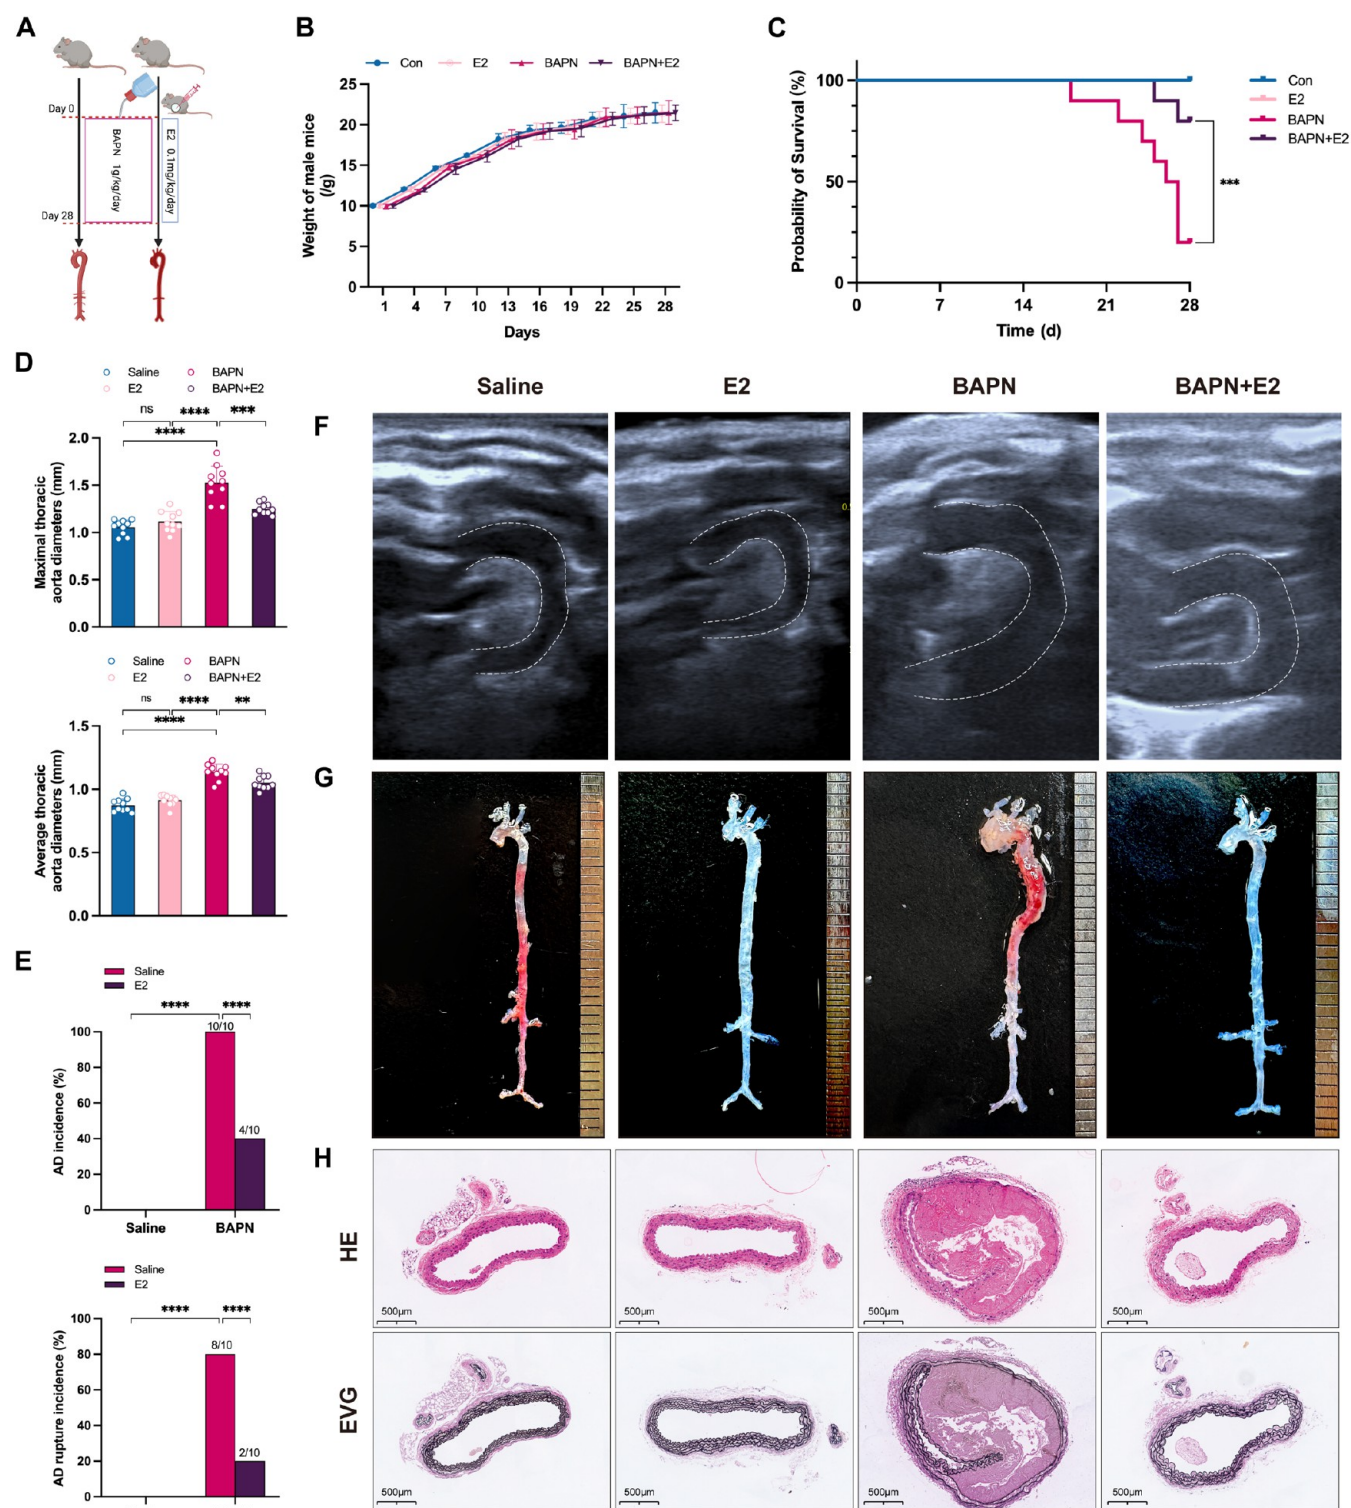 A
Day 0
BAPN 1g/kg/day
E2 0.1mg/kg/day
Day 28
B
Con E2 BAPN BAPN+E2
25
20
15
10
5
0
Weight of male mice
(/g)
1 4 7 10 13 16 19 22 25 28
Days
C
100
50
0
Probability of Survival (%)
0 7 14 21 28
Time (d)
Con
E2
BAPN
BAPN+E2
***
D
Saline BAPN
E2 BAPN+E2
ns **** ***
****
2.0
1.5
1.0
0.5
0.0
Maximal thoracic
aorta diameters (mm)
Saline BAPN
E2 BAPN+E2
ns **** **
****
1.5
1.0
0.5
0.0
Average thoracic
aorta diameters (mm)
E
Saline
E2
**** ****
10/10
4/10
100
80
60
40
20
0
AD incidence (%)
Saline BAPN
Saline
E2
**** ****
8/10
2/10
100
80
60
40
20
0
AD rupture incidence (%)
Saline E2 BAPN BAPN+E2
F
G
H
HE
500μm 500μm 500μm 500μm
EVG
500μm 500μm 500μm 500μm